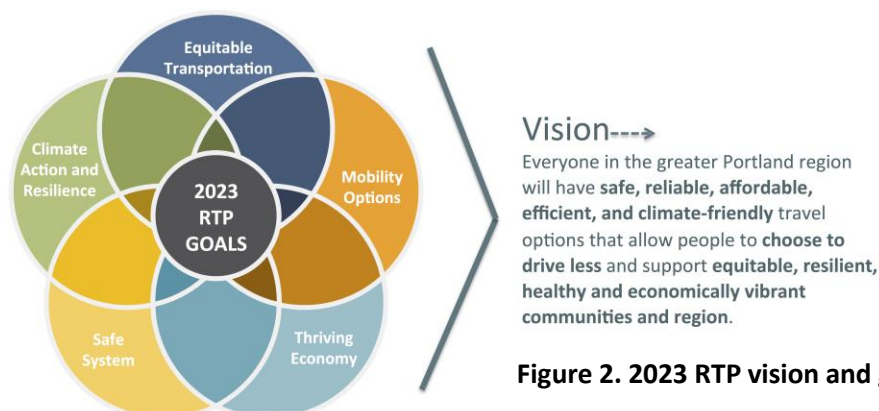 Equitable
Transportation
Climate
Action and
Resilience
Mobility
Options
2023
RTP
GOALS
Safe
System
Thriving
Economy
Vision---->
Everyone in the greater Portland region
will have safe, reliable, affordable,
efficient, and climate-friendly travel
options that allow people to choose to
drive less and support equitable, resilient,
healthy and economically vibrant
communities and region.
Figure 2. 2023 RTP vision and